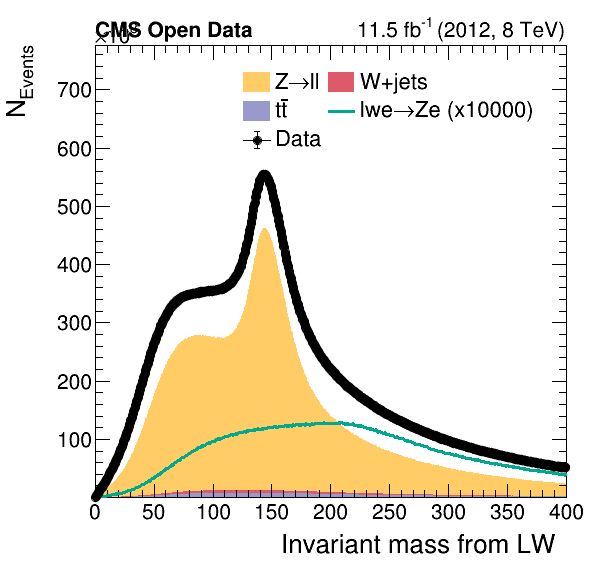 CMS Open Data 11.5 fb-1 (2012, 8 TeV)
NEvents
Z→ll W+jets
tt̄ lwe→Ze (x10000)
Data
700
600
500
400
300
200
100
0 50 100 150 200 250 300 350 400
Invariant mass from LW